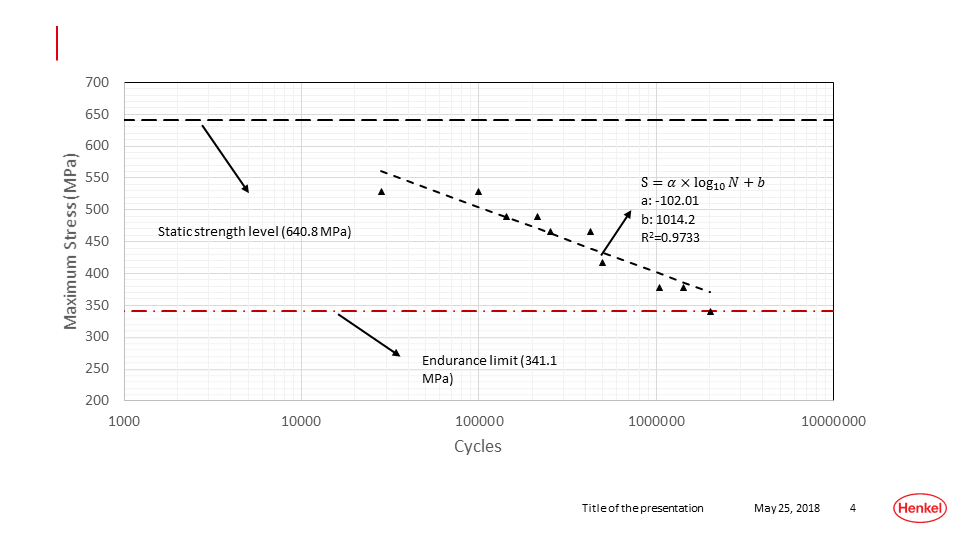 700
650
600
550
500
450
400
350
300
250
200
Maximum Stress (MPa)
S = α × log₁₀ N + b
a: -102.01
b: 1014.2
R²=0.9733
Static strength level (640.8 MPa)
Endurance limit (341.1
MPa)
1000 10000 100000 1000000 10000000
Cycles
Title of the presentation May 25, 2018 4 Henkel